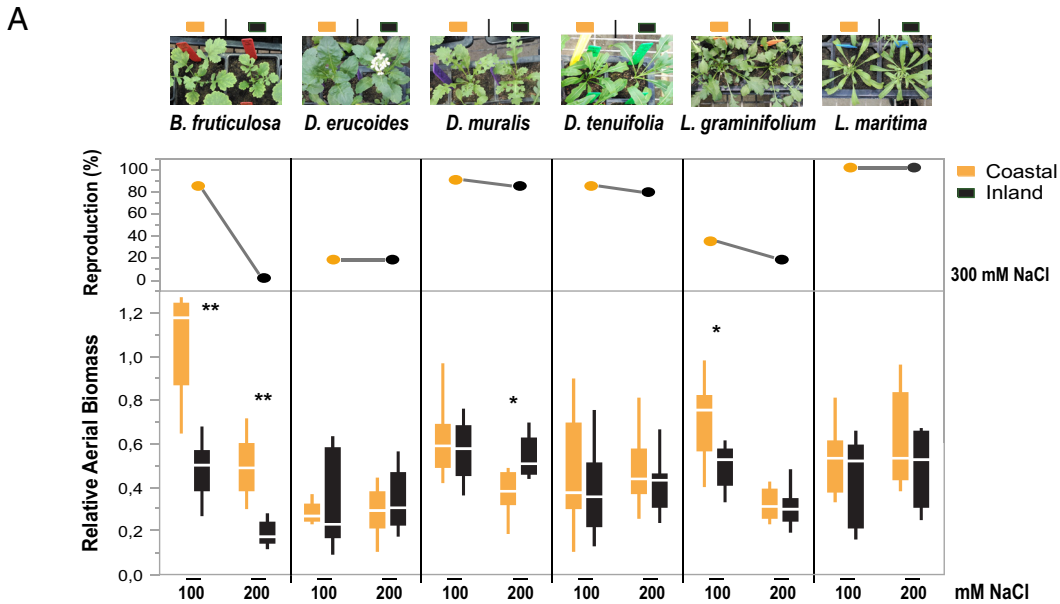 A
B. fruticulosa D. erucoides D. muralis D. tenuifolia L. graminifolium L. maritima
Reproduction (%)
100
80
60
40
20
0
Coastal
Inland
300 mM NaCl
Relative Aerial Biomass
1,2
1,0
0,8
0,6
0,4
0,2
0,0
**
**
*
*
100 200 100 200 100 200 100 200 100 200 100 200 mM NaCl